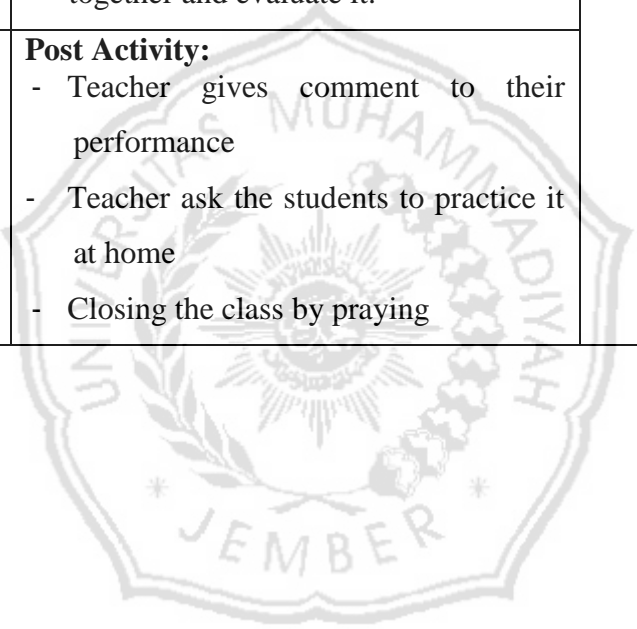 together and evaluate it.
Post Activity:
- Teacher gives comment to their
performance
- Teacher ask the students to practice it
at home
- Closing the class by praying
UNIVERSITAS MUHAMMADIYAH
JEMBER